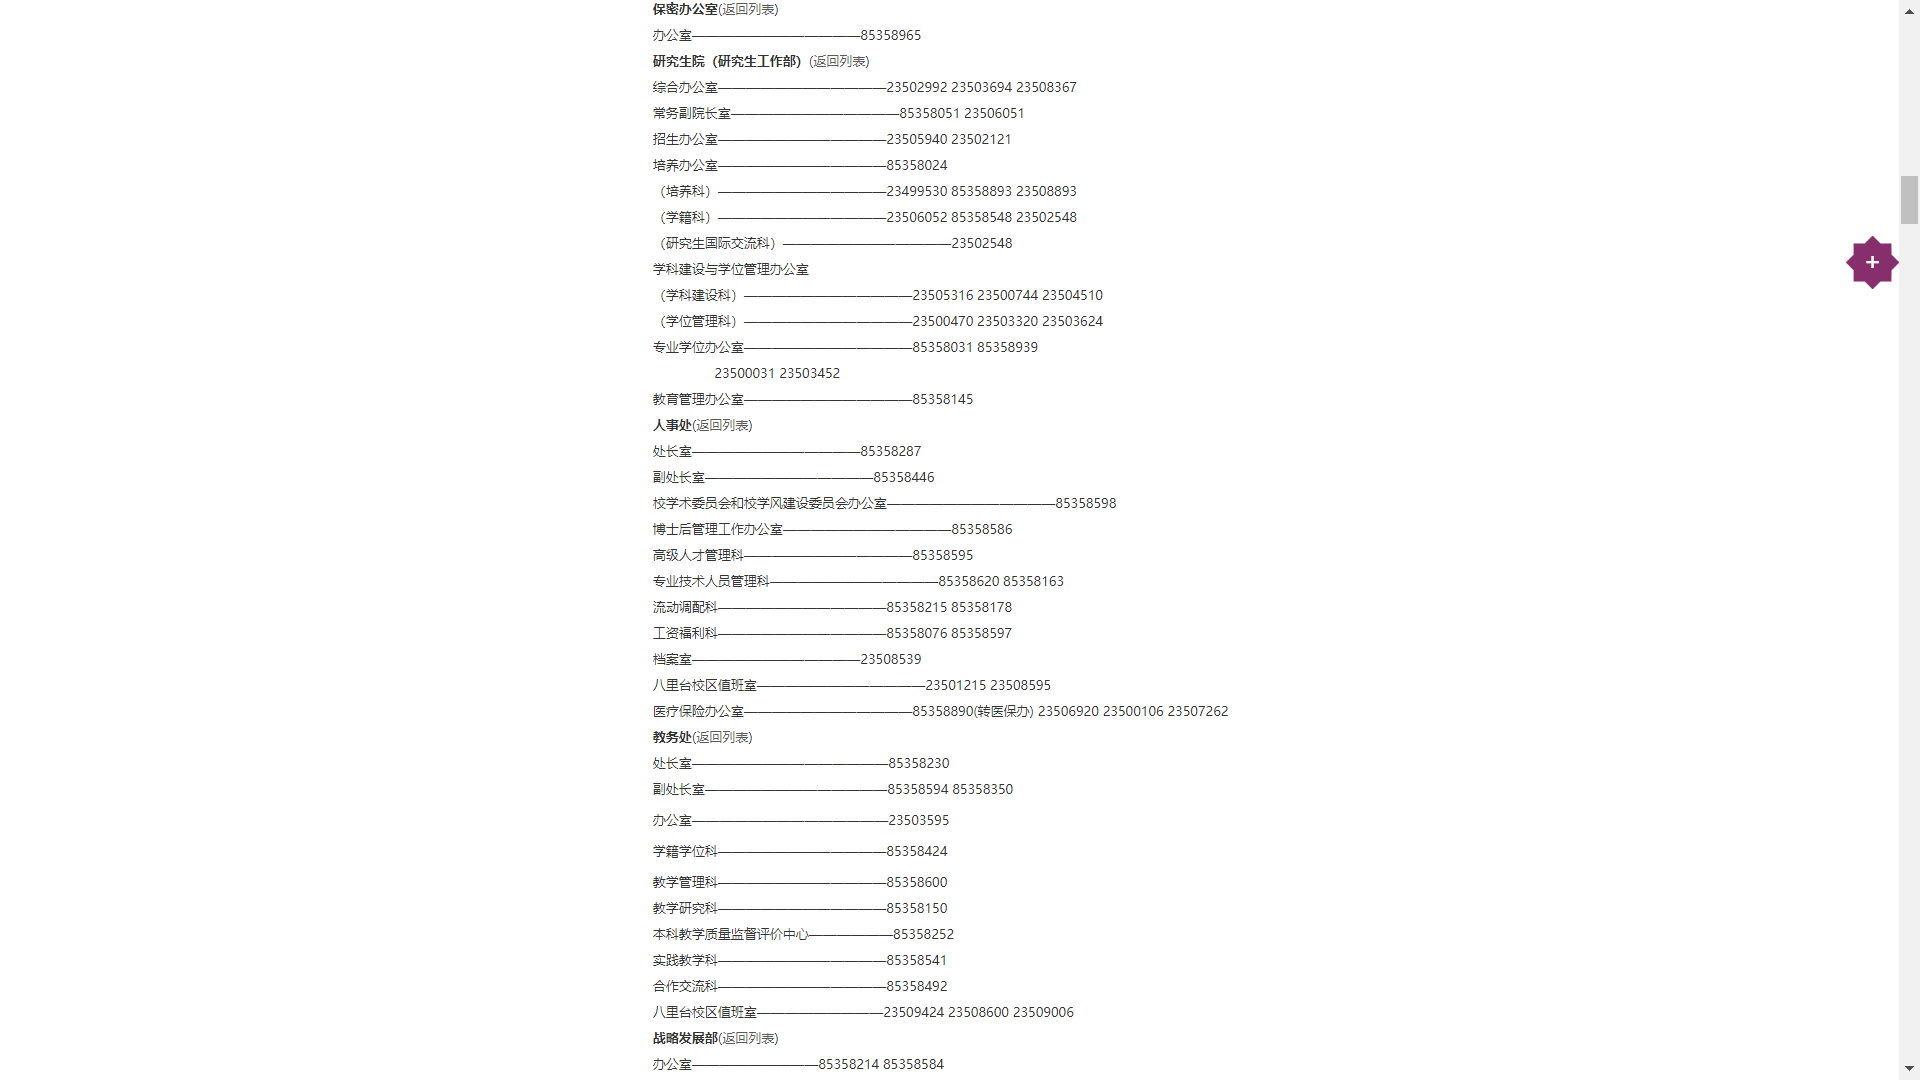 保密办公室(返回列表)
办公室————————————85358965
研究生院（研究生工作部）(返回列表)
综合办公室————————————23502992 23503694 23508367
常务副院长室————————————85358051 23506051
招生办公室————————————23505940 23502121
培养办公室————————————85358024
（培养科）————————————23499530 85358893 23508893
（学籍科）————————————23506052 85358548 23502548
（研究生国际交流科）————————————23502548
学科建设与学位管理办公室
（学科建设科）————————————23505316 23500744 23504510
（学位管理科）————————————23500470 23503320 23503624
专业学位办公室————————————85358031 85358939
23500031 23503452
教育管理办公室————————————85358145
人事处(返回列表)
处长室————————————85358287
副处长室————————————85358446
校学术委员会和校学风建设委员会办公室————————————85358598
博士后管理工作办公室————————————85358586
高级人才管理科————————————85358595
专业技术人员管理科————————————85358620 85358163
流动调配科————————————85358215 85358178
工资福利科————————————85358076 85358597
档案室————————————23508539
八里台校区值班室————————————23501215 23508595
医疗保险办公室————————————85358890(转医保办) 23506920 23500106 23507262
教务处(返回列表)
处长室——————————————85358230
副处长室—————————————85358594 85358350
办公室——————————————23503595
学籍学位科————————————85358424
教学管理科————————————85358600
教学研究科————————————85358150
本科教学质量监督评价中心——————85358252
实践教学科————————————85358541
合作交流科————————————85358492
八里台校区值班室—————————23509424 23508600 23509006
战略发展部(返回列表)
办公室—————————85358214 85358584